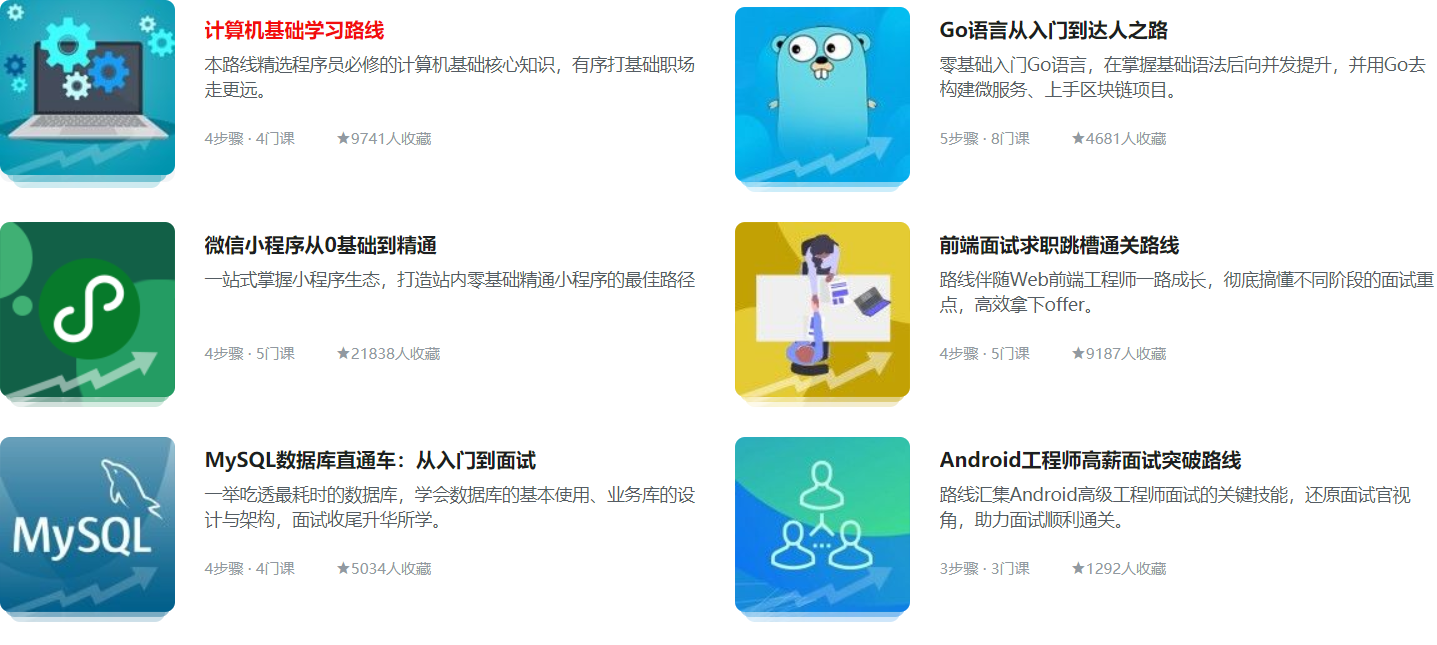 计算机基础学习路线
本路线精选程序员必修的计算机基础核心知识，有序打基础职场
走更远。
4步骤 · 4门课 ★9741人收藏
Go语言从入门到达人之路
零基础入门Go语言，在掌握基础语法后向并发提升，并用Go去
构建微服务、上手区块链项目。
5步骤 · 8门课 ★4681人收藏
微信小程序从0基础到精通
一站式掌握小程序生态，打造站内零基础精通小程序的最佳路径
4步骤 · 5门课 ★21838人收藏
前端面试求职跳槽通关路线
路线伴随Web前端工程师一路成长，彻底搞懂不同阶段的面试重
点，高效拿下offer。
4步骤 · 5门课 ★9187人收藏
MySQL
MySQL数据库直通车：从入门到面试
一举吃透最耗时的数据库，学会数据库的基本使用、业务库的设
计与架构，面试收尾升华所学。
4步骤 · 4门课 ★5034人收藏
Android工程师高薪面试突破路线
路线汇集Android高级工程师面试的关键技能，还原面试官视
角，助力面试顺利通关。
3步骤 · 3门课 ★1292人收藏